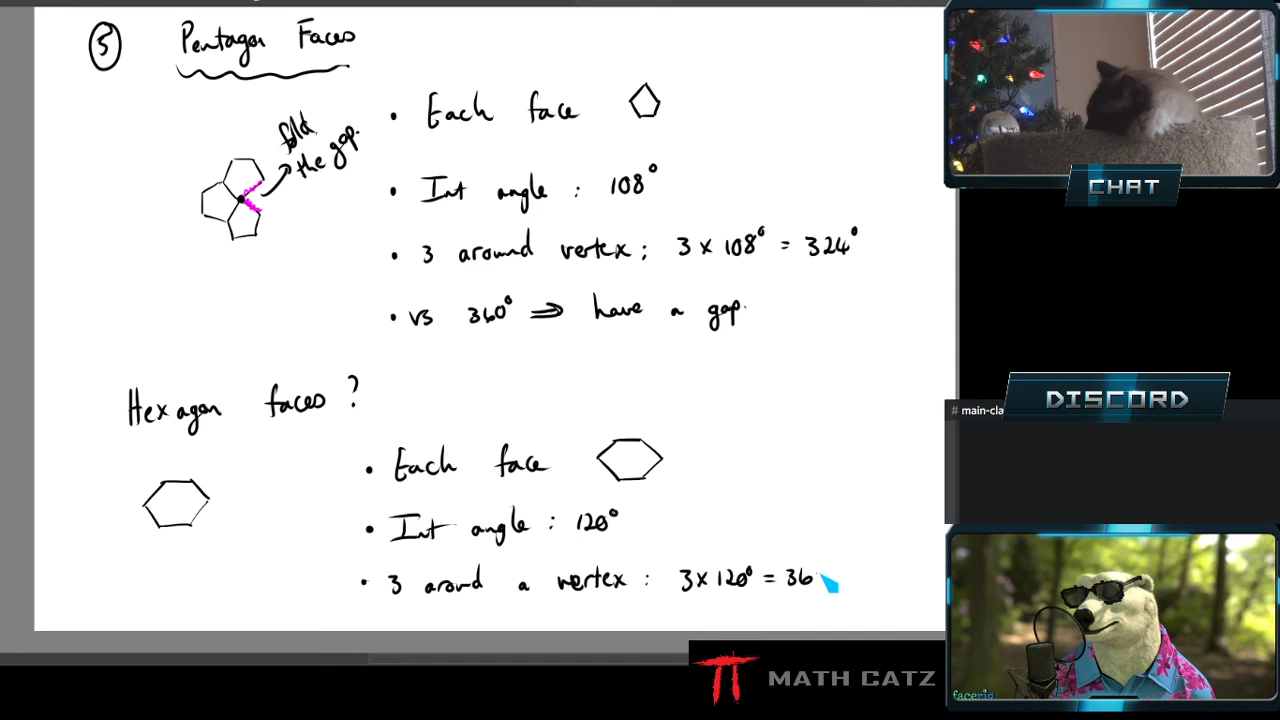 5 Pentagon Faces
fold
the gap.
• Each face
• Int angle : 108°
• 3 around vertex ; 3 x 108° = 324°
• vs 360° ⇒ have a gap.
Hexagon faces ?
• Each face
• Int angle : 120°
• 3 around a vertex : 3 x 120° = 36
CHAT
DISCORD
# main-cla
facerig
π MATH CATZ